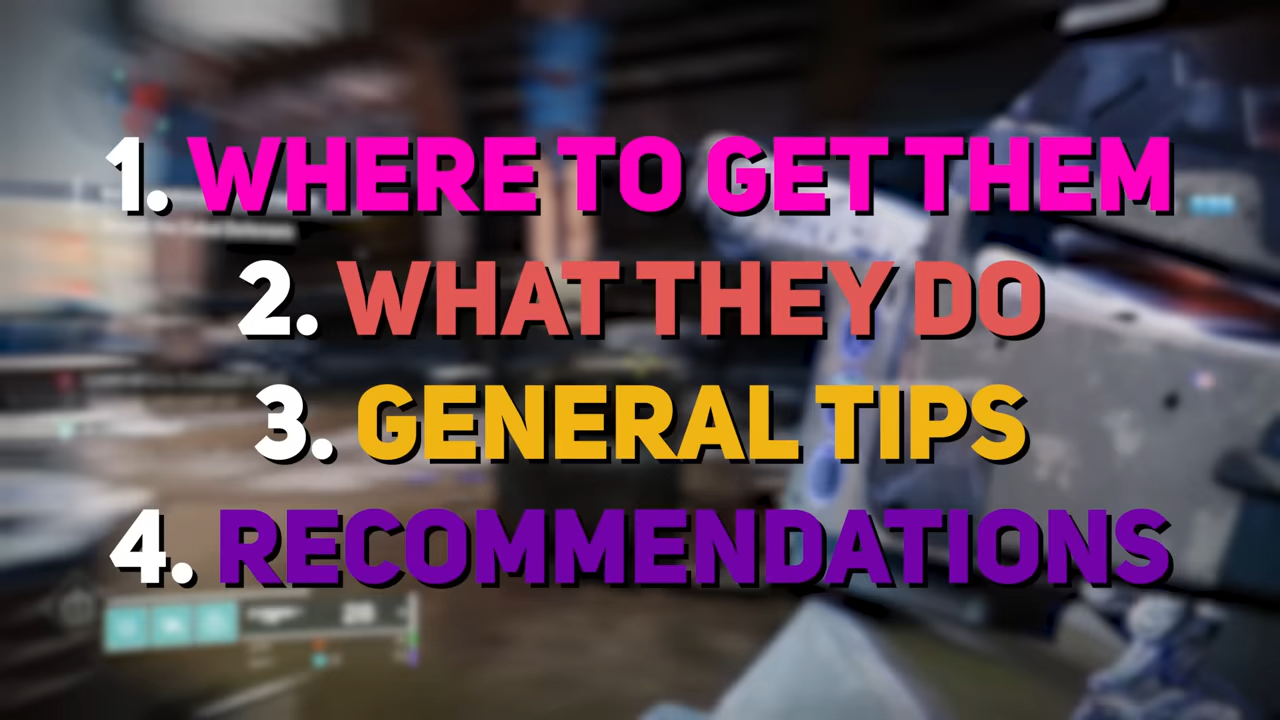 1. WHERE TO GET THEM
2. WHAT THEY DO
3. GENERAL TIPS
4. RECOMMENDATIONS